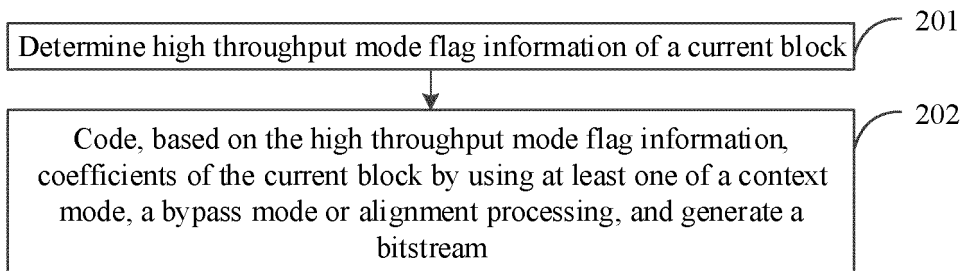 201
Determine high throughput mode flag information of a current block
202
Code, based on the high throughput mode flag information,
coefficients of the current block by using at least one of a context
mode, a bypass mode or alignment processing, and generate a
bitstream